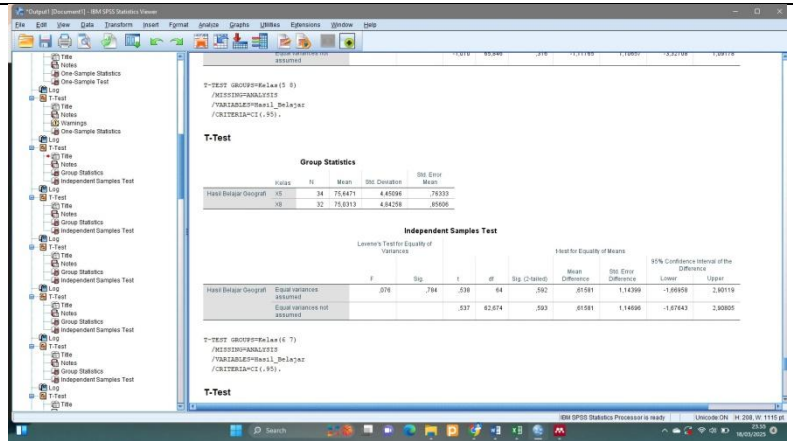 *Output1 [Document1] - IBM SPSS Statistics Viewer
File Edit View Data Transform Insert Format Analyze Graphs Utilities Extensions Window Help
Title
Notes
One-Sample Statistics
One-Sample Test
Log
T-Test
Title
Notes
Warnings
One-Sample Statistics
Log
T-Test
Title
Notes
Group Statistics
Independent Samples Test
Log
T-Test
Title
Notes
Group Statistics
Independent Samples Test
Log
T-Test
Title
Notes
Group Statistics
Independent Samples Test
Log
T-Test
Title
Notes
Group Statistics
Independent Samples Test
Log
T-Test
Title
Notes
Group Statistics
Independent Samples Test
Log
T-Test
Title
Equal variances not assumed
T-TEST GROUPS=Kelas(5 8)
/MISSING=ANALYSIS
/VARIABLES=Hasil_Belajar
/CRITERIA=CI(.95).
T-Test
Group Statistics
Kelas N Mean Std. Deviation Std. Error Mean
Hasil Belajar Geografi X5 34 75,6471 4,45096 ,76333
X8 32 75,0313 4,84258 ,85606
Independent Samples Test
Levene's Test for Equality of Variances t-test for Equality of Means
95% Confidence Interval of the Difference
F Sig. t df Sig. (2-tailed) Mean Difference Std. Error Difference Lower Upper
Hasil Belajar Geografi Equal variances assumed ,076 ,784 ,538 64 ,592 ,61581 1,14399 -1,66958 2,90119
Equal variances not assumed ,537 62,674 ,593 ,61581 1,14696 -1,67643 2,90805
T-TEST GROUPS=Kelas(6 7)
/MISSING=ANALYSIS
/VARIABLES=Hasil_Belajar
/CRITERIA=CI(.95).
T-Test
IBM SPSS Statistics Processor is ready Unicode:ON H: 208, W: 1115 pt.
Search
23.55
16/03/2025